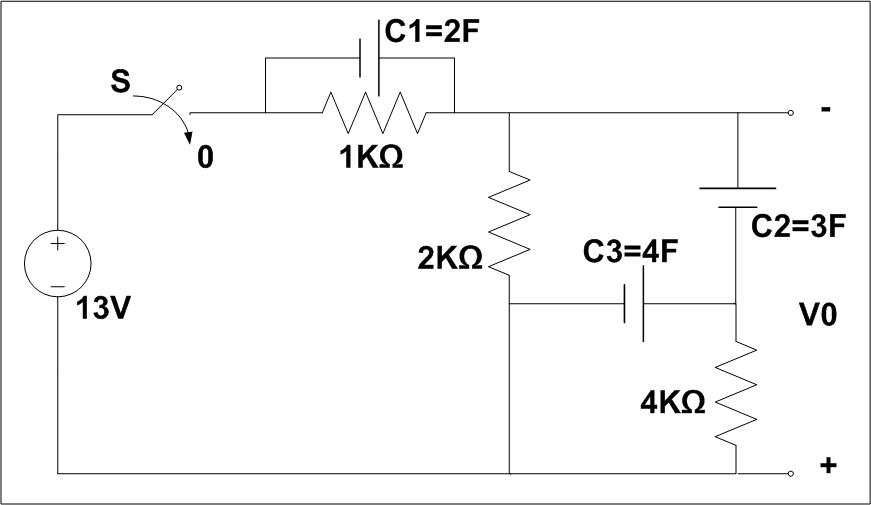 C1=2F
-
S
0
1KΩ
+
−
13V
2KΩ
C3=4F
C2=3F
V0
4KΩ
+